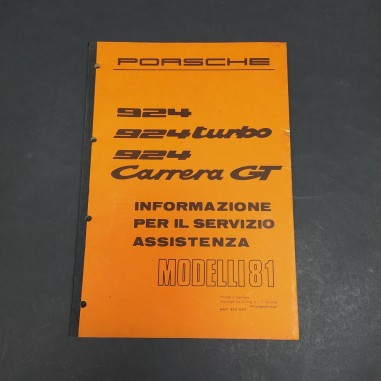 PORSCHE
924
924 turbo
924
Carrera GT
INFORMAZIONE
PER IL SERVIZIO
ASSISTENZA
MODELLI 81